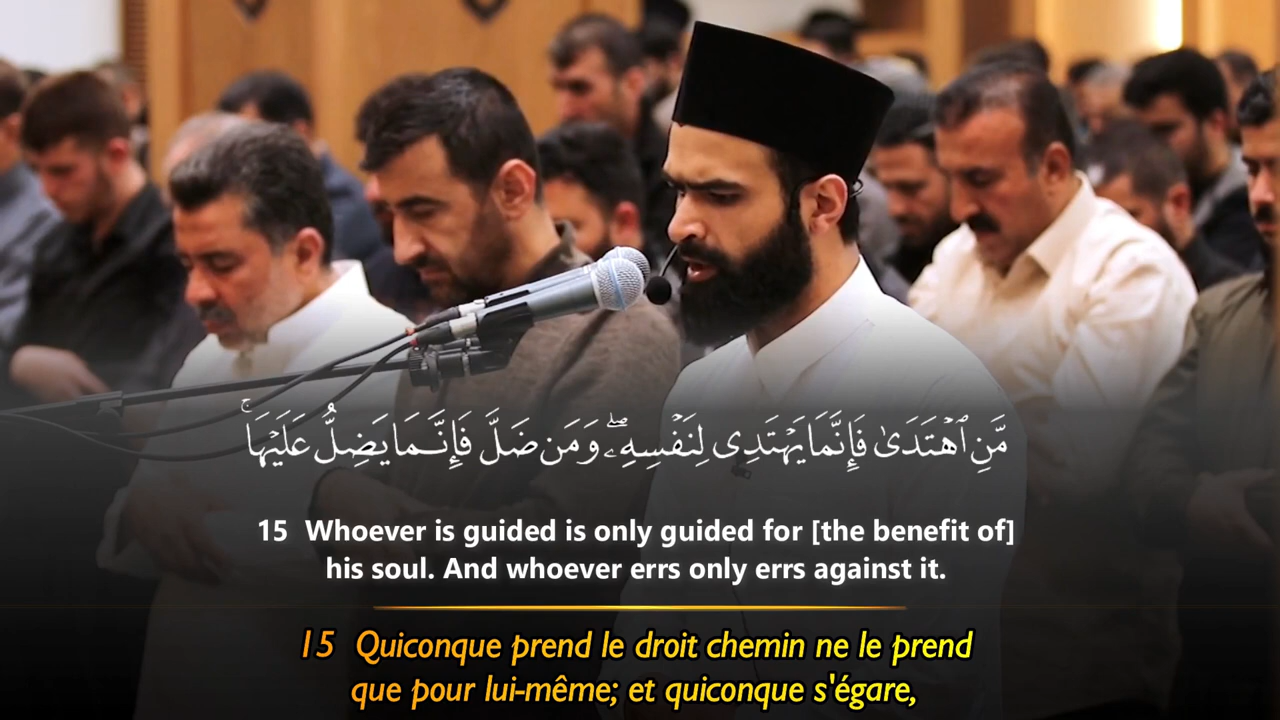 مَّنِ ٱهْتَدَىٰ فَإِنَّمَا يَهْتَدِى لِنَفْسِهِۦ ۖ وَمَن ضَلَّ فَإِنَّمَا يَضِلُّ عَلَيْهَا ۚ
15 Whoever is guided is only guided for [the benefit of]
his soul. And whoever errs only errs against it.
15 Quiconque prend le droit chemin ne le prend
que pour lui-même; et quiconque s'égare,